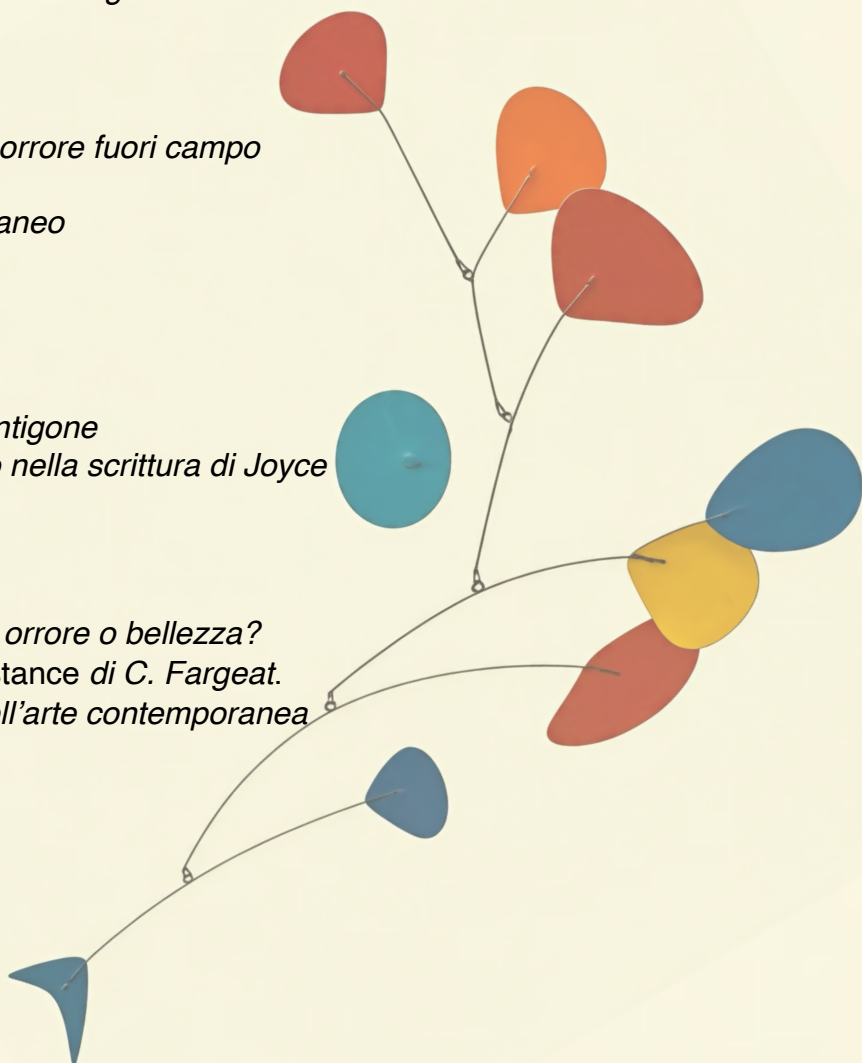 orrore fuori campo
aneo
ntigone
nella scrittura di Joyce
orrore o bellezza?
tance di C. Fargeat.
ll’arte contemporanea